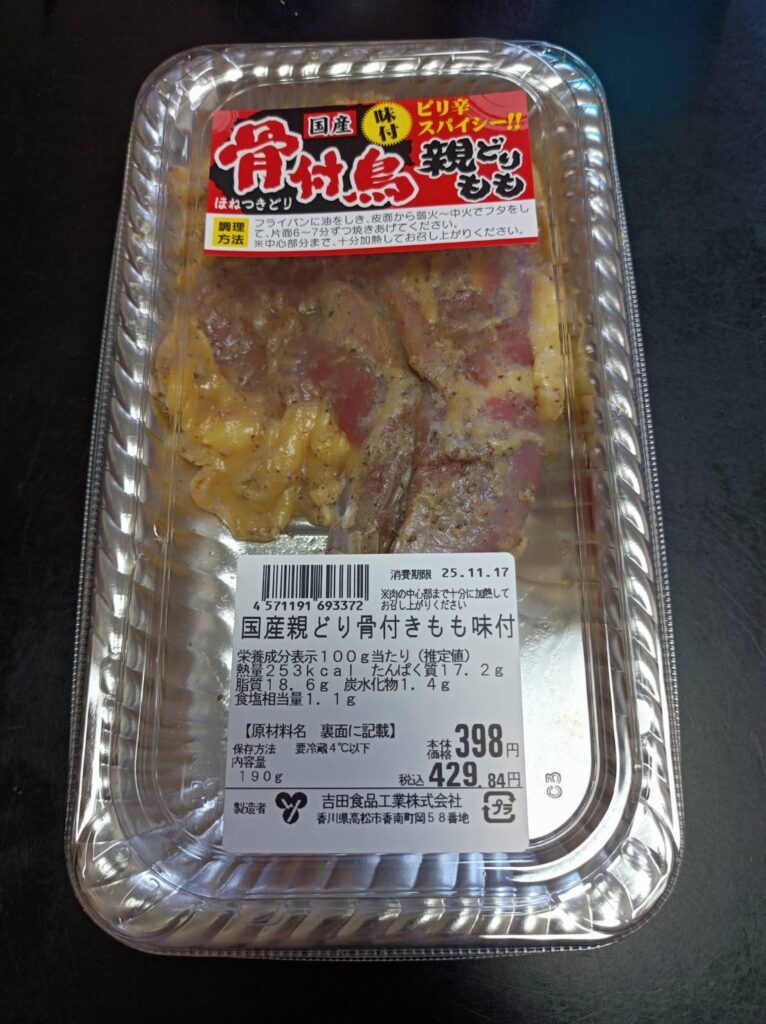 国産
味付
ピリ辛
スパイシー!!
骨付鳥
ほねつきどり
親どり
もも
調理
方法
フライパンに油をしき、皮面から弱火〜中火でフタをし
て、片面6〜7分ずつ焼きあげてください。
※中心部分まで、十分加熱してお召し上がりください。
消費期限 25.11.17
4 571191 693372
※肉の中心部まで十分に加熱して
お召し上がりください
国産親どり骨付きもも味付
栄養成分表示100g当たり(推定値)
熱量253kcal たんぱく質17.2g
脂質18.6g 炭水化物1.4g
食塩相当量1.1g
【原材料名 裏面に記載】
保存方法 要冷蔵4℃以下
内容量
190g
本体
価格 398円
税込 429.84円
製造者 吉田食品工業株式会社
香川県高松市香南町岡58番地
プラ
C3